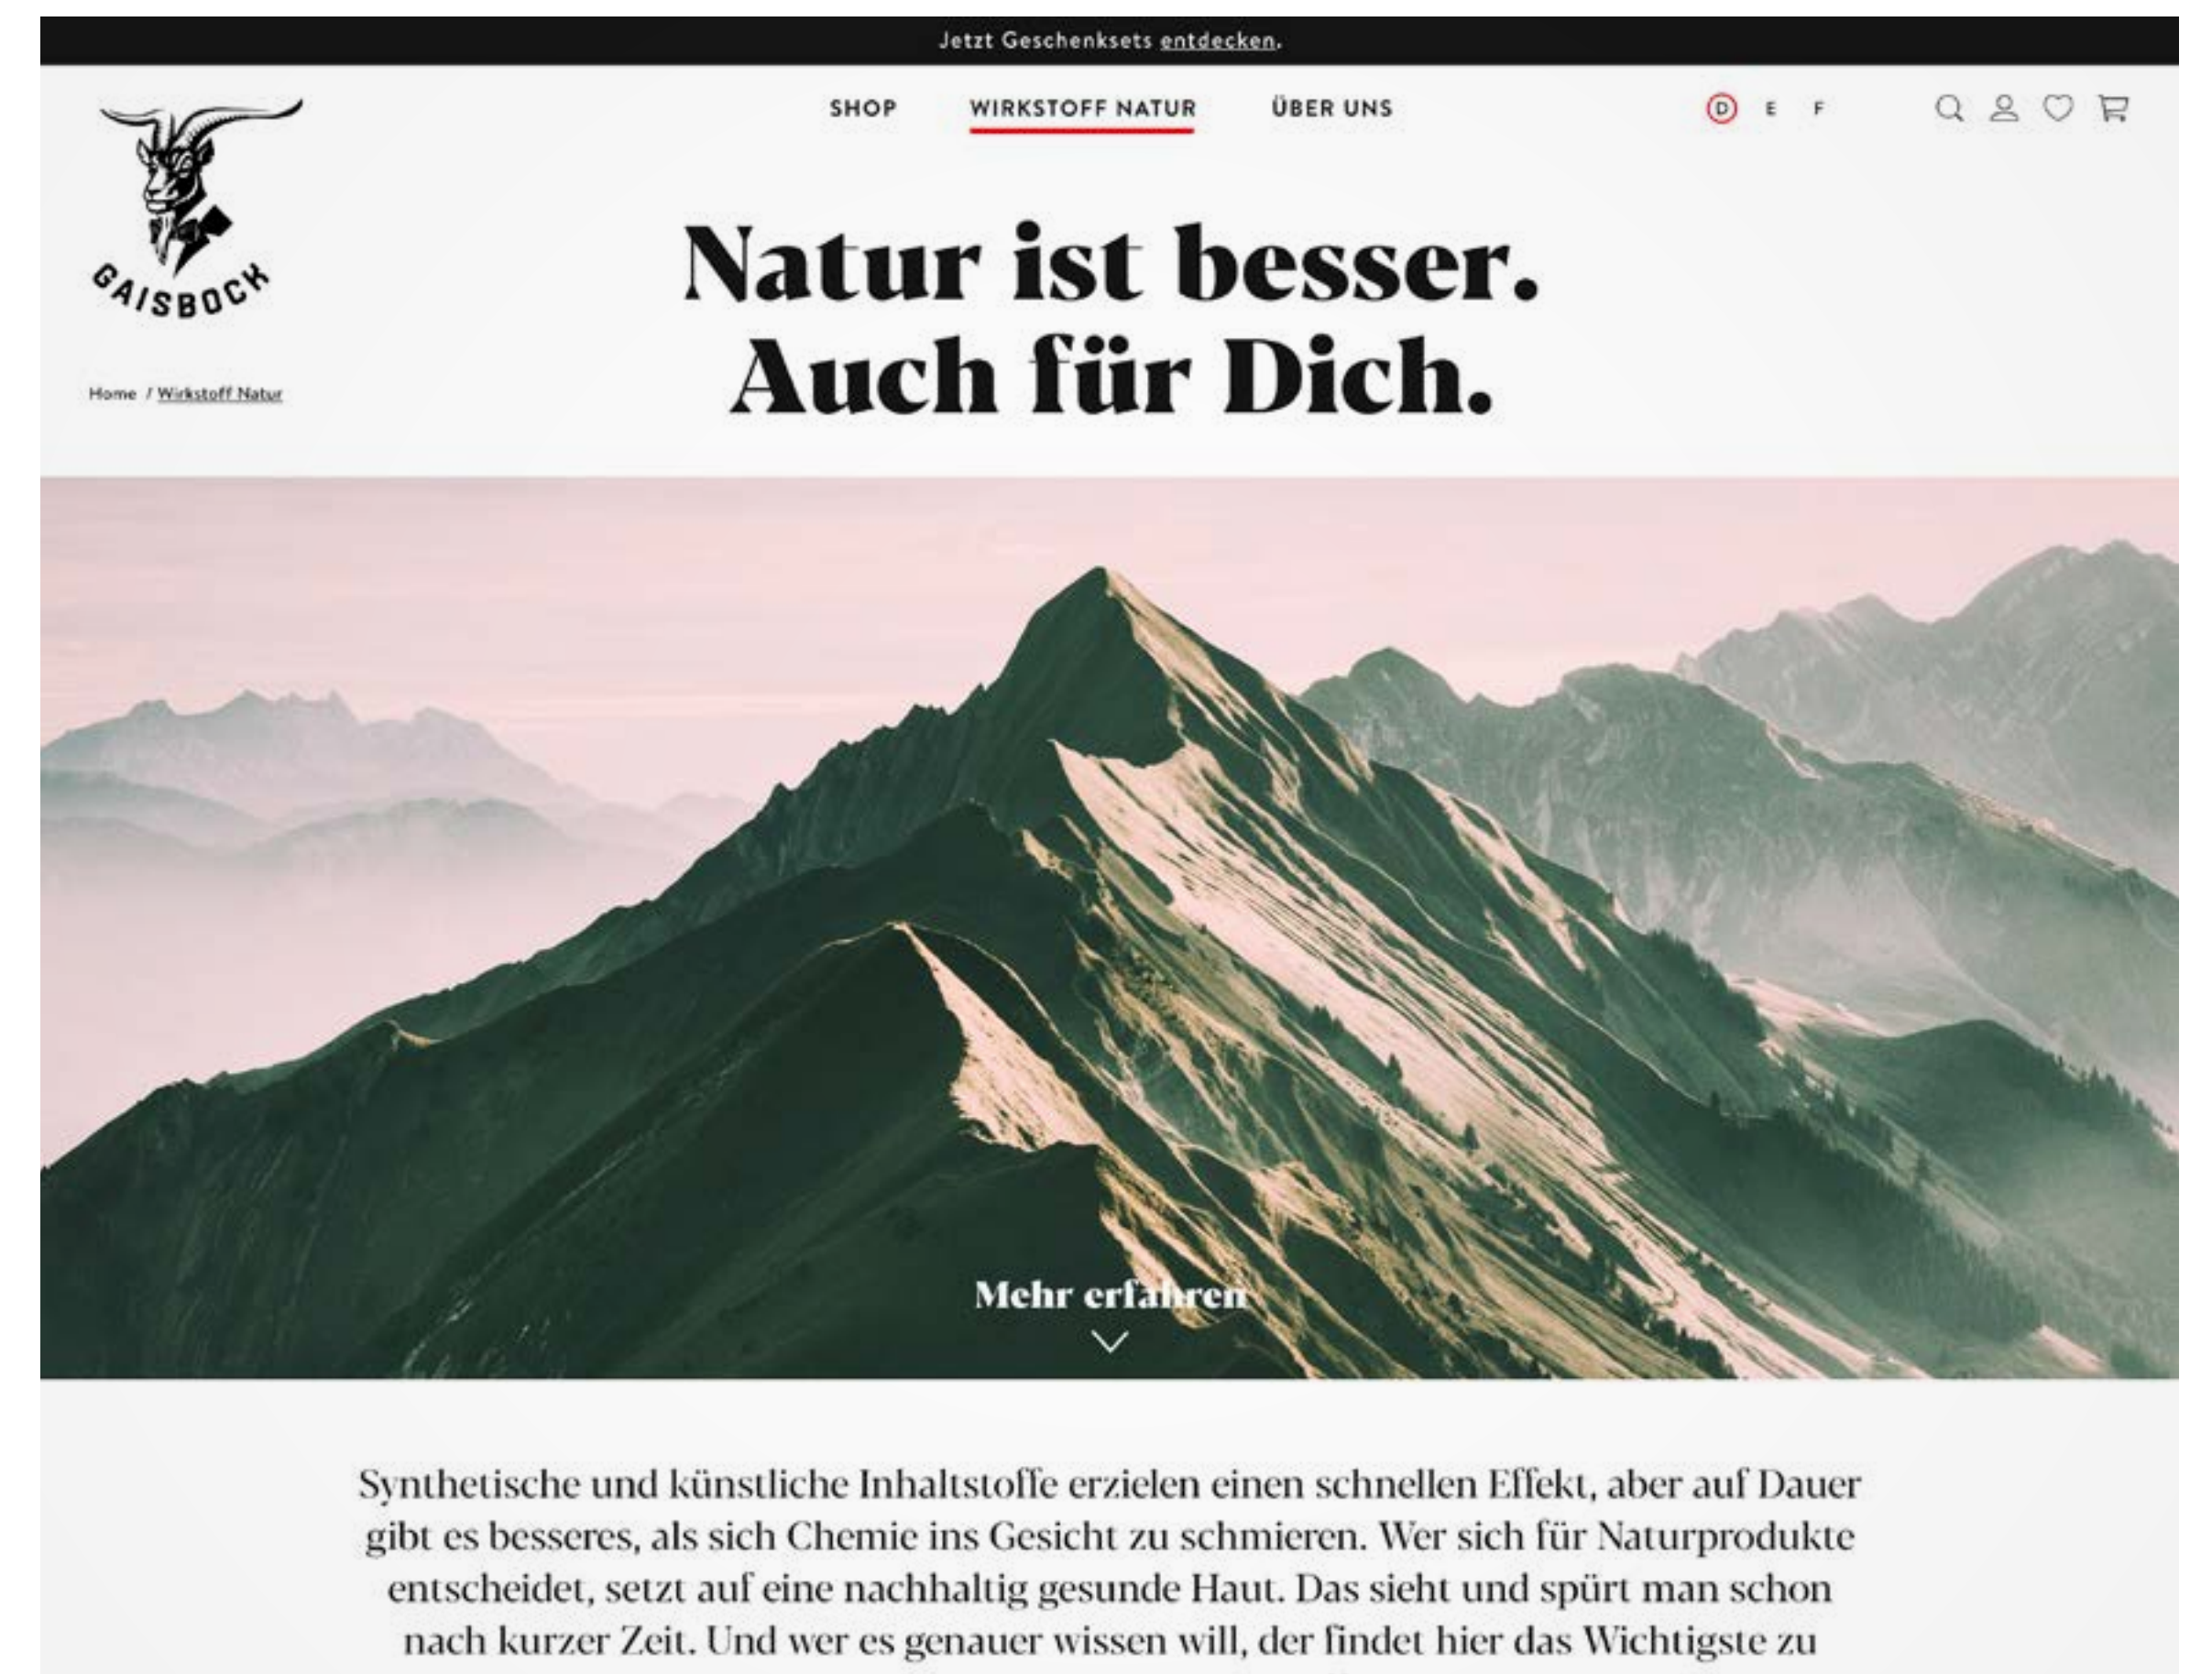 Jetzt Geschenksets entdecken.
SHOP WIRKSTOFF NATUR ÜBER UNS D E F
GAISBOCK
Natur ist besser.
Auch für Dich.
Home / Wirkstoff Natur
Mehr erfahren
Synthetische und künstliche Inhaltstoffe erzielen einen schnellen Effekt, aber auf Dauer
gibt es besseres, als sich Chemie ins Gesicht zu schmieren. Wer sich für Naturprodukte
entscheidet, setzt auf eine nachhaltig gesunde Haut. Das sieht und spürt man schon
nach kurzer Zeit. Und wer es genauer wissen will, der findet hier das Wichtigste zu